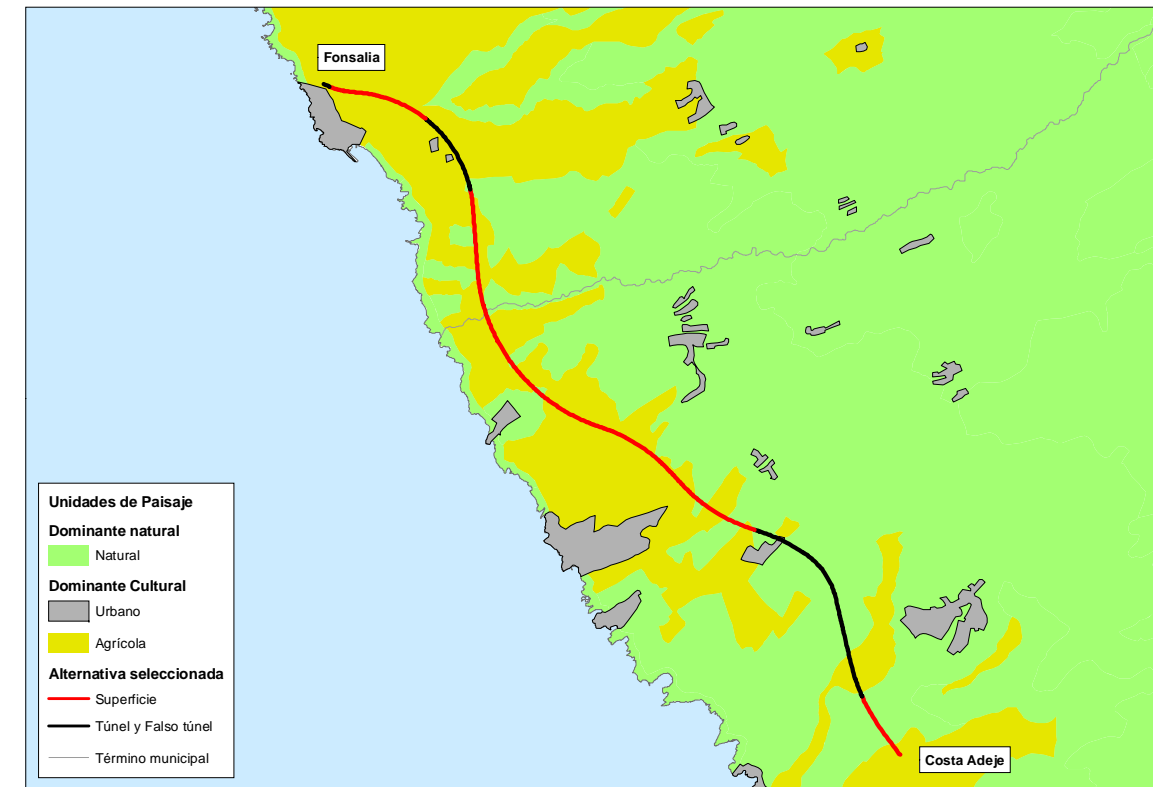 Fonsalia
Unidades de Paisaje
Dominante natural
Natural
Dominante Cultural
Urbano
Agrícola
Alternativa seleccionada
Superficie
Túnel y Falso túnel
Término municipal
Costa Adeje